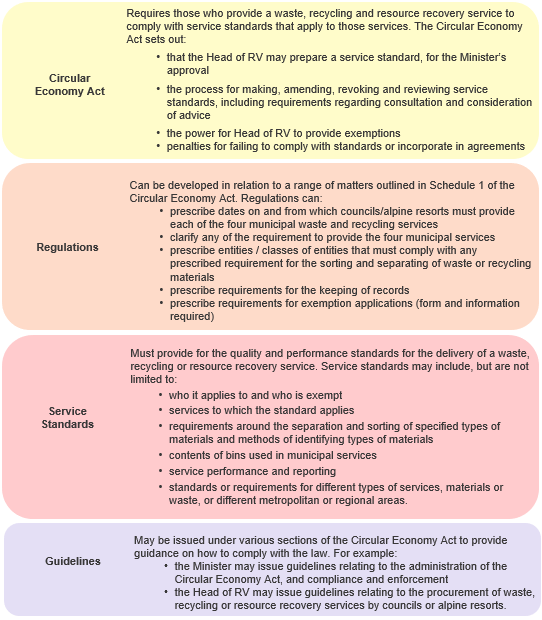 Circular
Economy Act
Requires those who provide a waste, recycling and resource recovery service to
comply with service standards that apply to those services. The Circular Economy
Act sets out:
• that the Head of RV may prepare a service standard, for the Minister's
approval
• the process for making, amending, revoking and reviewing service
standards, including requirements regarding consultation and consideration
of advice
• the power for Head of RV to provide exemptions
• penalties for failing to comply with standards or incorporate in agreements
Regulations
Can be developed in relation to a range of matters outlined in Schedule 1 of the
Circular Economy Act. Regulations can:
• prescribe dates on and from which councils/alpine resorts must provide
each of the four municipal waste and recycling services
• clarify any of the requirement to provide the four municipal services
• prescribe entities / classes of entities that must comply with any
prescribed requirement for the sorting and separating of waste or recycling
materials
• prescribe requirements for the keeping of records
• prescribe requirements for exemption applications (form and information
required)
Service
Standards
Must provide for the quality and performance standards for the delivery of a waste,
recycling or resource recovery service. Service standards may include, but are not
limited to:
• who it applies to and who is exempt
• services to which the standard applies
• requirements around the separation and sorting of specified types of
materials and methods of identifying types of materials
• contents of bins used in municipal services
• service performance and reporting
• standards or requirements for different types of services, materials or
waste, or different metropolitan or regional areas.
Guidelines
May be issued under various sections of the Circular Economy Act to provide
guidance on how to comply with the law. For example:
• the Minister may issue guidelines relating to the administration of the
Circular Economy Act, and compliance and enforcement
• the Head of RV may issue guidelines relating to the procurement of waste,
recycling or resource recovery services by councils or alpine resorts.